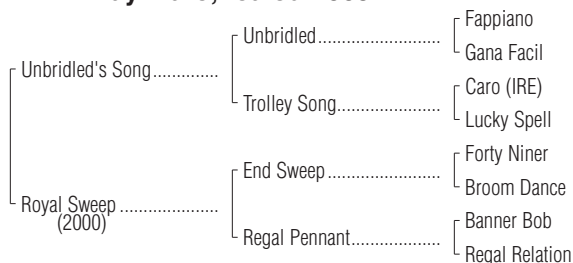 Unbridled's Song..............
Royal Sweep.....................
(2000)
Unbridled..........................
Trolley Song......................
End Sweep........................
Regal Pennant...................
Fappiano
Gana Facil
Caro (IRE)
Lucky Spell
Forty Niner
Broom Dance
Banner Bob
Regal Relation